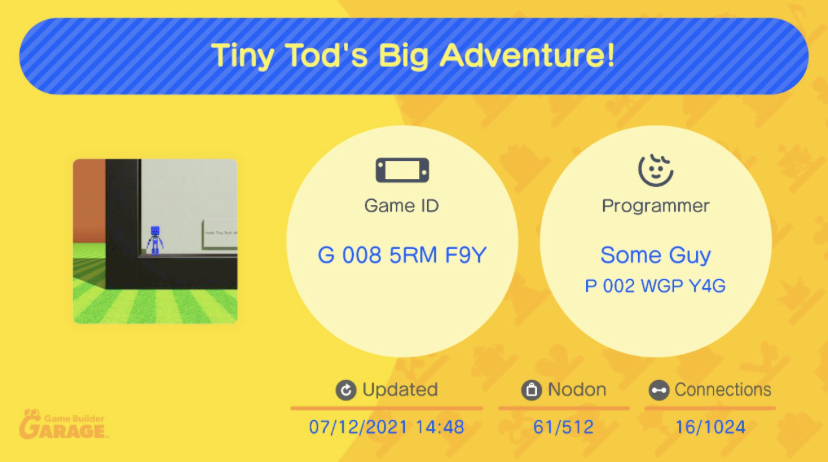 Tiny Tod's Big Adventure!
Game ID
G 008 5RM F9Y
Programmer
Some Guy
P 002 WGP Y4G
Updated
07/12/2021 14:48
Nodon
61/512
Connections
16/1024
Game Builder
GARAGE